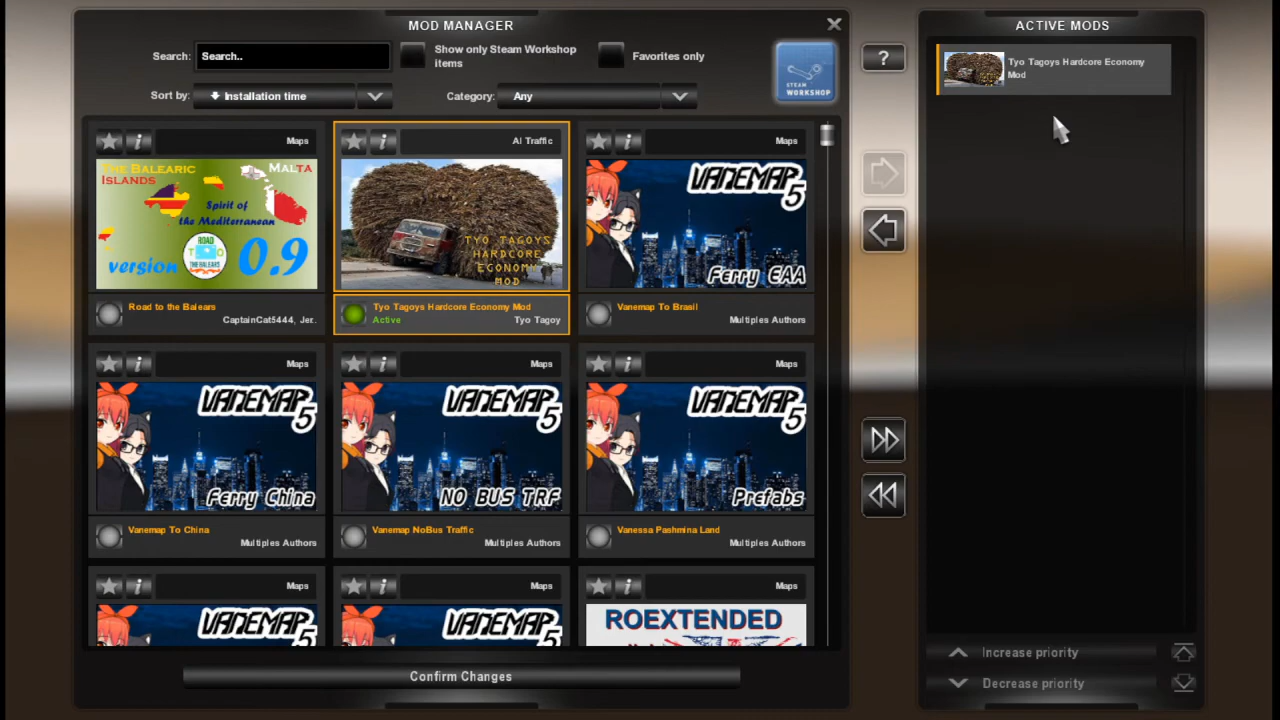 MOD MANAGER
Search:
Search..
Show only Steam Workshop
items
Favorites only
STEAM
WORKSHOP
Sort by:
Installation time
Category:
Any
Maps
THE BALEARIC
ISLANDS
MALTA
Spirit of
the Mediterranean
ROAD
TO
THE BALEARS
version 0.9
Road to the Balears
CaptainCat5444, Jer..
AI Traffic
TYO TAGOYS
HARDCORE
ECONOMY
MOD
Tyo Tagoys Hardcore Economy Mod
Active
Tyo Tagoy
Maps
VANEMAP
5
Ferry EAA
Vanemap To Brasil
Multiples Authors
Maps
VANEMAP
5
Ferry China
Vanemap To China
Multiples Authors
Maps
VANEMAP
5
NO BUS TRF
Vanemap NoBus Traffic
Multiples Authors
Maps
VANEMAP
5
Prefabs
Vanessa Pashmina Land
Multiples Authors
Maps
VANEMAP
5
Maps
VANEMAP
5
Maps
ROEXTENDED
Confirm Changes
?
ACTIVE MODS
Tyo Tagoys Hardcore Economy
Mod
Increase priority
Decrease priority